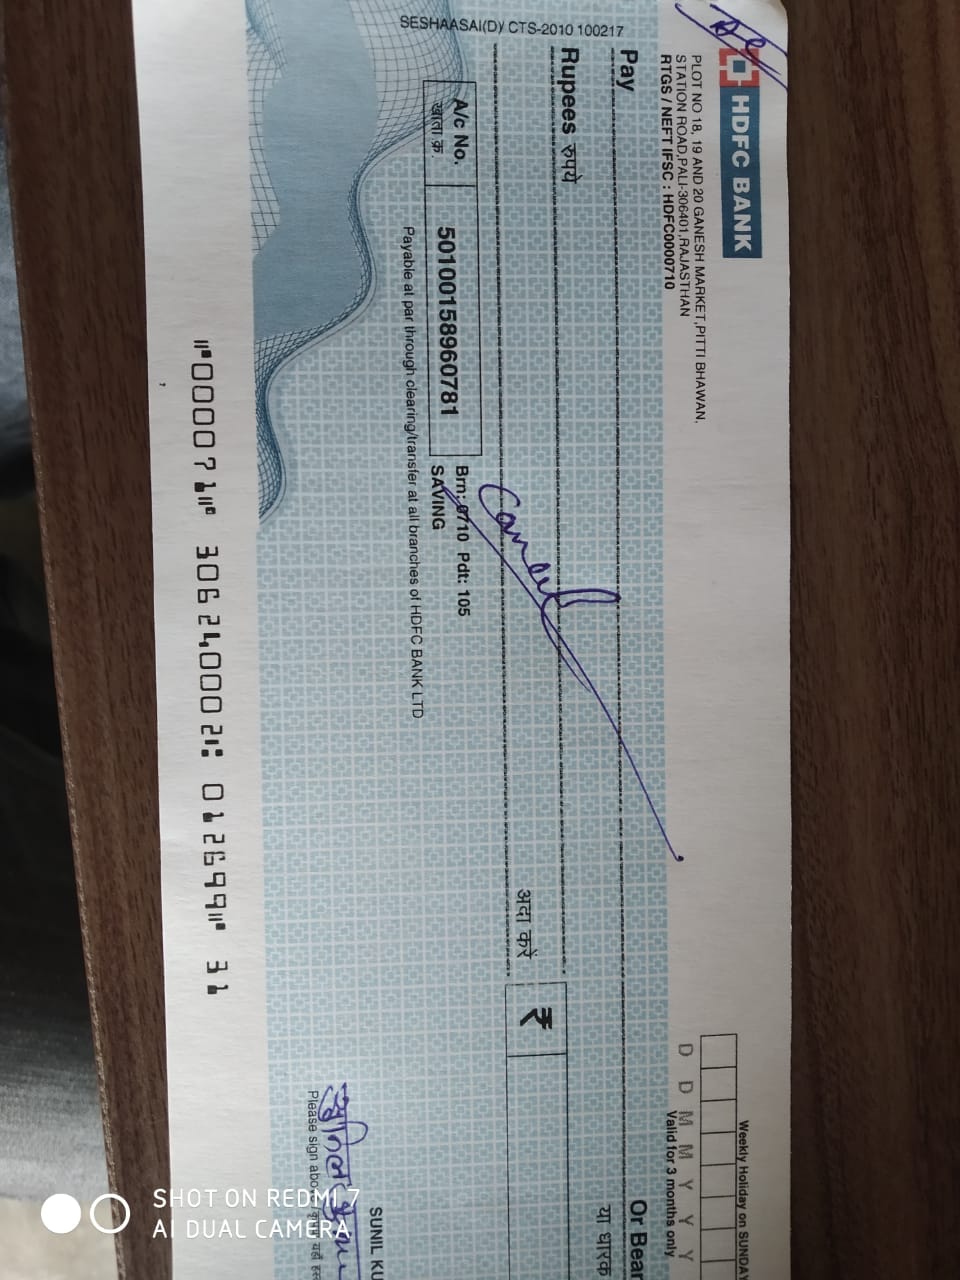 HDFC BANK
PLOT NO 18, 19 AND 20 GANESH MARKET,PITTI BHAWAN,
STATION ROAD,PALI-306401,RAJASTHAN
RTGS / NEFT IFSC : HDFC0000710
Weekly Holiday on SUNDAY
D D M M Y Y Y
Valid for 3 months only
Pay
Or Bear
या धारक
Rupees रुपये
अदा करें
₹
Cancel
A/c No.
खाता क्र.
50100158960781
Brn: 0710 Pdt: 105
SAVING
Payable at par through clearing/transfer at all branches of HDFC BANK LTD
SUNIL KU
सुनिल कुमा
Please sign abo
SESHAASAI(D) CTS-2010 100217
⑈000071⑈ 306240002⑆ 012699⑈ 31
SHOT ON REDMI 7
AI DUAL CAMERA